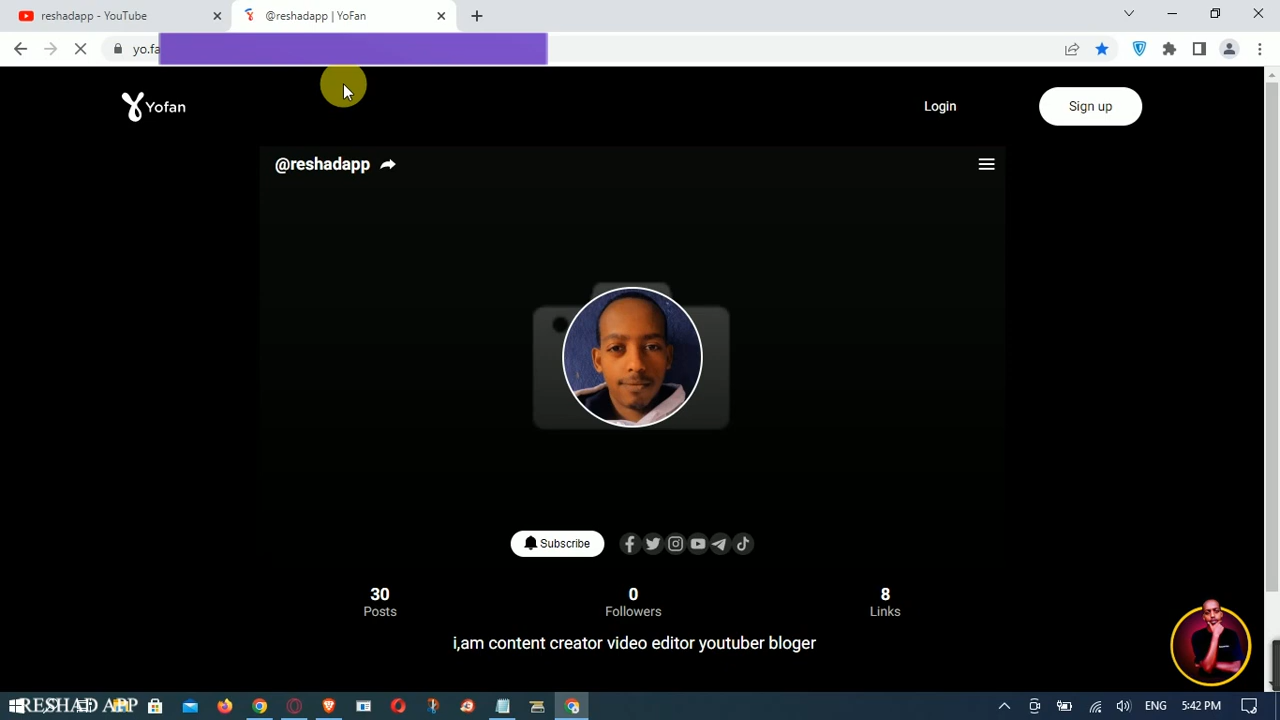 reshadapp - YouTube
@reshadapp | YoFan
yo.fa
Yofan
Login
Sign up
@reshadapp
Subscribe
30
Posts
0
Followers
8
Links
i,am content creator video editor youtuber bloger
RESHAD APP
ENG
5:42 PM